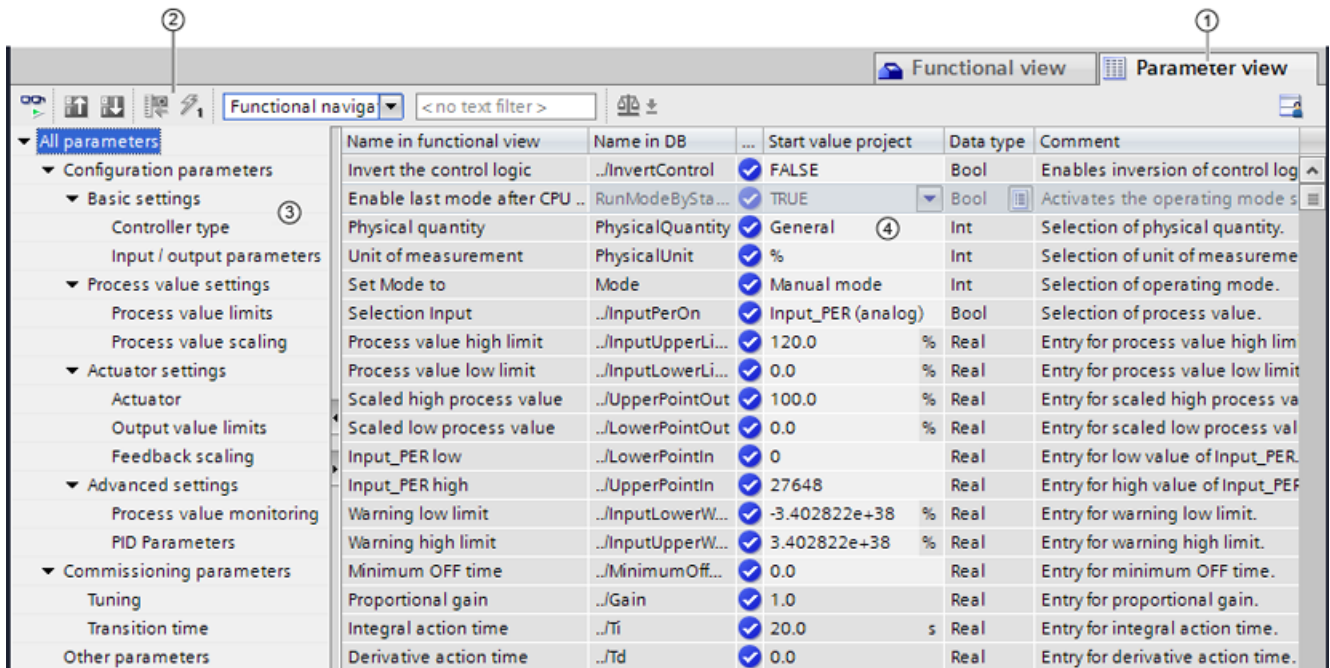 ② ①
Functional view Parameter view
Functional naviga <no text filter>
All parameters Name in functional view Name in DB ... Start value project Data type Comment
Configuration parameters Invert the control logic ../InvertControl FALSE Bool Enables inversion of control log
Basic settings ③ Enable last mode after CPU .. RunModeBySta... TRUE Bool Activates the operating mode s
Controller type Physical quantity PhysicalQuantity General ④ Int Selection of physical quantity.
Input / output parameters Unit of measurement PhysicalUnit % Int Selection of unit of measureme
Process value settings Set Mode to Mode Manual mode Int Selection of operating mode.
Process value limits Selection Input ../InputPerOn Input_PER (analog) Bool Selection of process value.
Process value scaling Process value high limit ../InputUpperLi... 120.0 % Real Entry for process value high lim
Actuator settings Process value low limit ../InputLowerLi... 0.0 % Real Entry for process value low limit
Actuator Scaled high process value ../UpperPointOut 100.0 % Real Entry for scaled high process va
Output value limits Scaled low process value ../LowerPointOut 0.0 % Real Entry for scaled low process val
Feedback scaling Input_PER low ../LowerPointIn 0 Real Entry for low value of Input_PER.
Advanced settings Input_PER high ../UpperPointIn 27648 Real Entry for high value of Input_PER
Process value monitoring Warning low limit ../InputLowerW... -3.402822e+38 % Real Entry for warning low limit.
PID Parameters Warning high limit ../InputUpperW... 3.402822e+38 % Real Entry for warning high limit.
Commissioning parameters Minimum OFF time ../MinimumOff... 0.0 Real Entry for minimum OFF time.
Tuning Proportional gain ../Gain 1.0 Real Entry for proportional gain.
Transition time Integral action time ../Ti 20.0 s Real Entry for integral action time.
Other parameters Derivative action time ../Td 0.0 Real Entry for derivative action time.